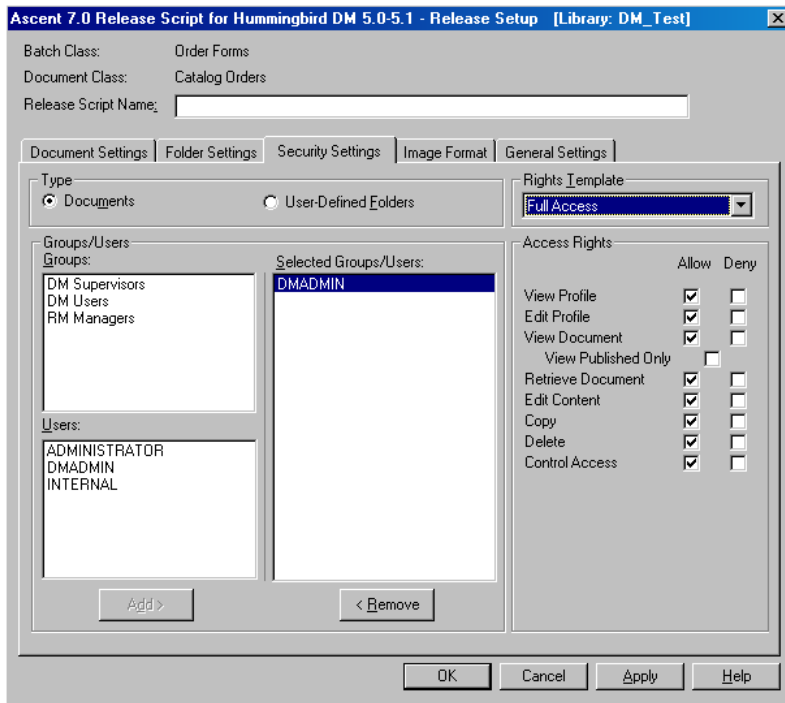 Ascent 7.0 Release Script for Hummingbird DM 5.0-5.1 - Release Setup [Library: DM_Test]
Batch Class: Order Forms
Document Class: Catalog Orders
Release Script Name:
Document Settings Folder Settings Security Settings Image Format General Settings
Type
Documents User-Defined Folders
Rights Template
Full Access
Groups/Users
Groups:
DM Supervisors
DM Users
RM Managers
Users:
ADMINISTRATOR
DMADMIN
INTERNAL
Add >
Selected Groups/Users:
DMADMIN
< Remove
Access Rights
Allow Deny
View Profile
Edit Profile
View Document
View Published Only
Retrieve Document
Edit Content
Copy
Delete
Control Access
OK Cancel Apply Help